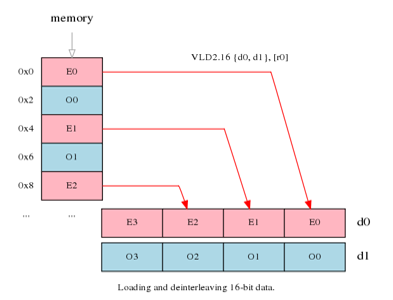 memory
VLD2.16 {d0, d1}, [r0]
0x0 E0
0x2 O0
0x4 E1
0x6 O1
0x8 E2
... ...
E3 E2 E1 E0 d0
O3 O2 O1 O0 d1
Loading and deinterleaving 16-bit data.